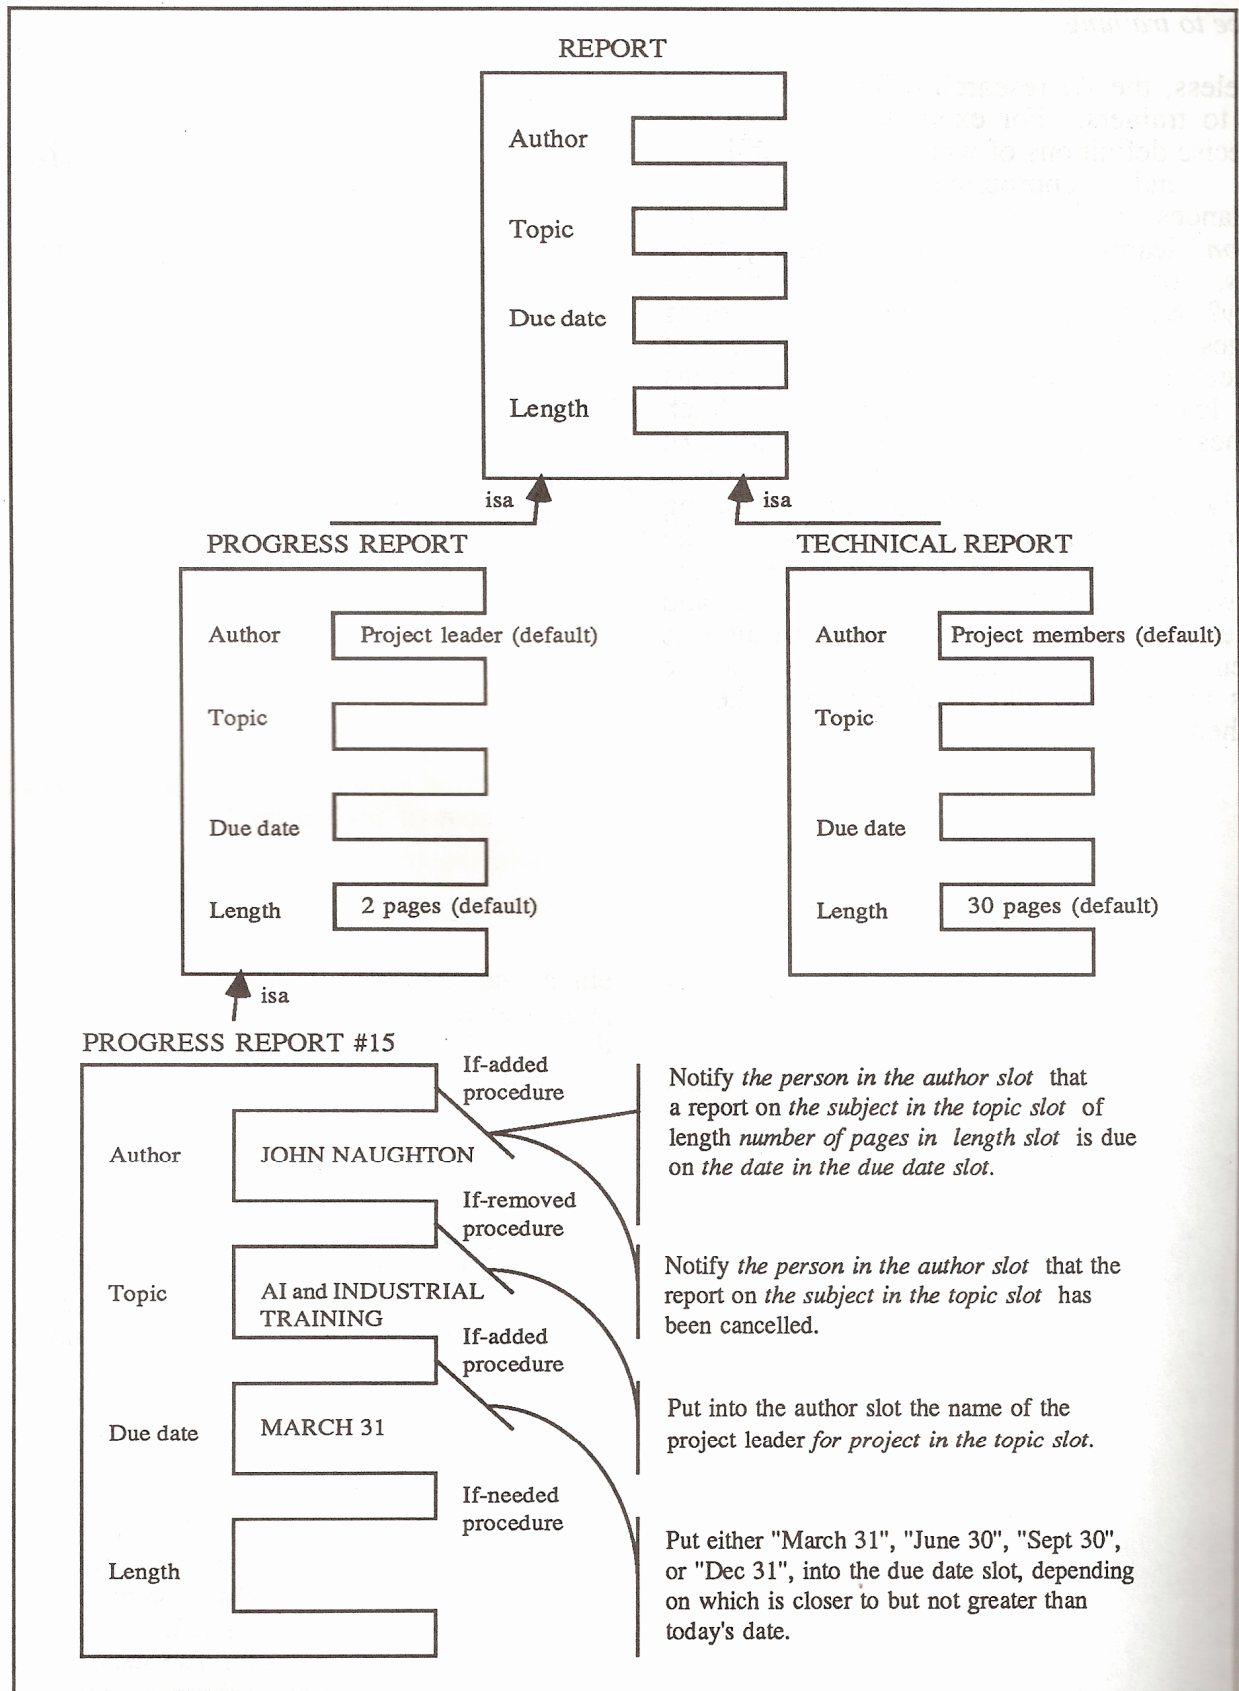 REPORT
Author
Topic
Due date
Length
isa
isa
PROGRESS REPORT
TECHNICAL REPORT
Author
Project leader (default)
Author
Project members (default)
Topic
Topic
Due date
Due date
Length
2 pages (default)
Length
30 pages (default)
isa
PROGRESS REPORT #15
If-added
procedure
Author
JOHN NAUGHTON
If-removed
procedure
Topic
AI and INDUSTRIAL
TRAINING
If-added
procedure
Due date
MARCH 31
If-needed
procedure
Length
Notify the person in the author slot that
a report on the subject in the topic slot of
length number of pages in length slot is due
on the date in the due date slot.
Notify the person in the author slot that the
report on the subject in the topic slot has
been cancelled.
Put into the author slot the name of the
project leader for project in the topic slot.
Put either "March 31", "June 30", "Sept 30",
or "Dec 31", into the due date slot, depending
on which is closer to but not greater than
today's date.